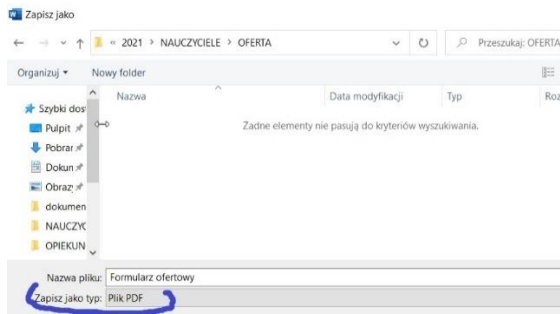 Zapisz jako
« 2021 > NAUCZYCIELE > OFERTA
Przeszukaj: OFERTA
Organizuj
Nowy folder
Nazwa
Data modyfikacji
Typ
Roz
Szybki dos
Żadne elementy nie pasują do kryteriów wyszukiwania.
Pulpit
Pobrar
Dokun
Obrazy
dokumen
NAUCZYC
OPIEKUN
Nazwa pliku: Formularz ofertowy
Zapisz jako typ: Plik PDF